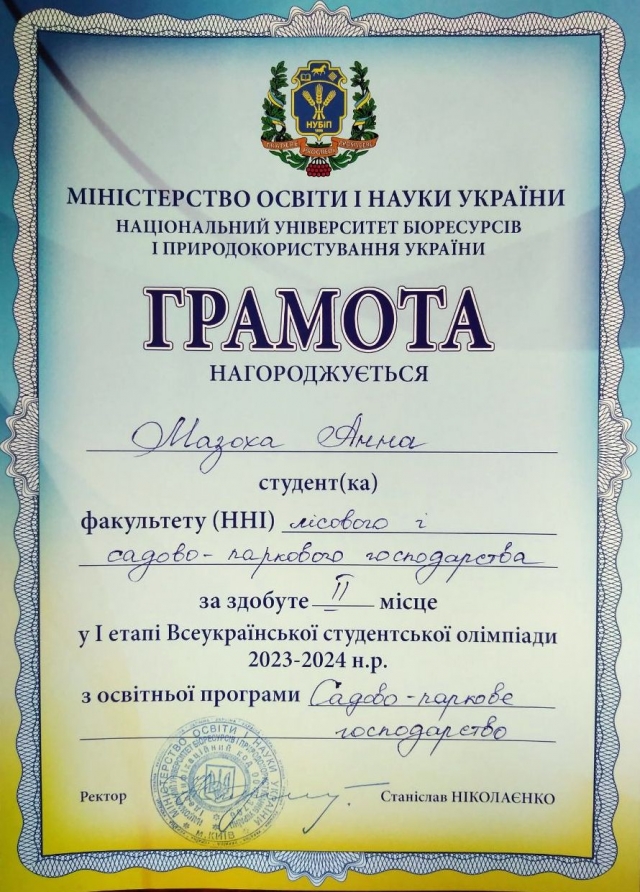 НУБІП
МІНІСТЕРСТВО ОСВІТИ І НАУКИ УКРАЇНИ
НАЦІОНАЛЬНИЙ УНІВЕРСИТЕТ БІОРЕСУРСІВ
І ПРИРОДОКОРИСТУВАННЯ УКРАЇНИ
ГРАМОТА
НАГОРОДЖУЄТЬСЯ
Мазоха Анна
студент(ка)
факультету (ННІ) лісового і
садово-паркового господарства
за здобуте II місце
у І етапі Всеукраїнської студентської олімпіади
2023-2024 н.р.
з освітньої програми Садово-паркове
господарство
Ректор Станіслав НІКОЛАЄНКО